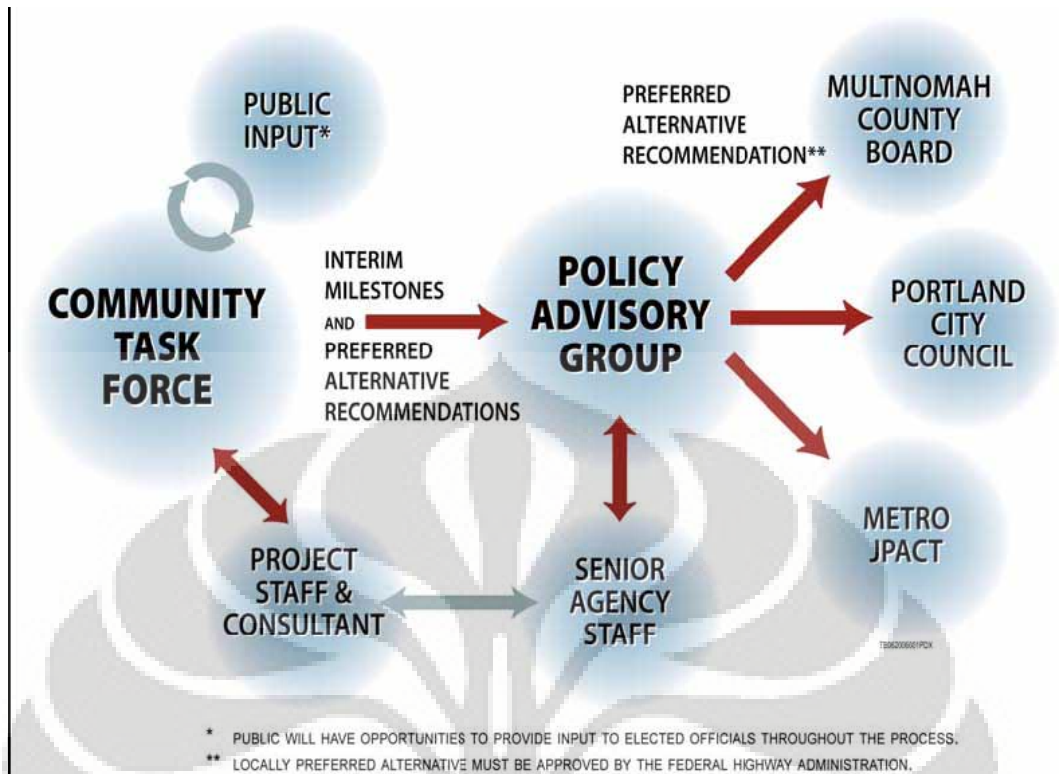 PUBLIC
INPUT*
PREFERRED
ALTERNATIVE
RECOMMENDATION**
MULTNOMAH
COUNTY
BOARD
COMMUNITY
TASK
FORCE
INTERIM
MILESTONES
AND
PREFERRED
ALTERNATIVE
RECOMMENDATIONS
POLICY
ADVISORY
GROUP
PORTLAND
CITY
COUNCIL
METRO
JPACT
PROJECT
STAFF &
CONSULTANT
SENIOR
AGENCY
STAFF
* PUBLIC WILL HAVE OPPORTUNITIES TO PROVIDE INPUT TO ELECTED OFFICIALS THROUGHOUT THE PROCESS.
** LOCALLY PREFERRED ALTERNATIVE MUST BE APPROVED BY THE FEDERAL HIGHWAY ADMINISTRATION.